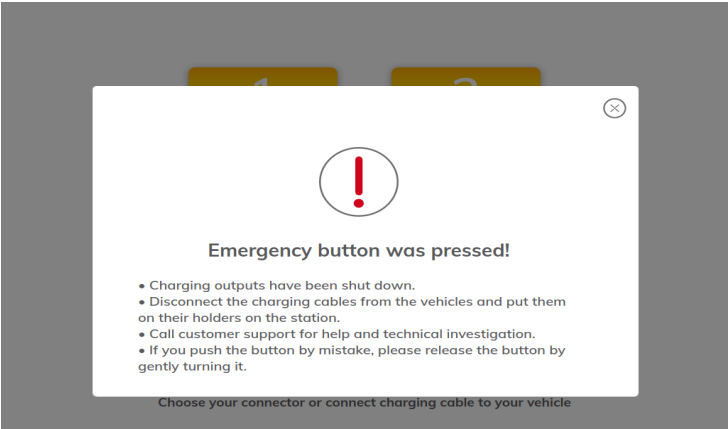 1 2
Emergency button was pressed!
• Charging outputs have been shut down.
• Disconnect the charging cables from the vehicles and put them
on their holders on the station.
• Call customer support for help and technical investigation.
• If you push the button by mistake, please release the button by
gently turning it.
Choose your connector or connect charging cable to your vehicle